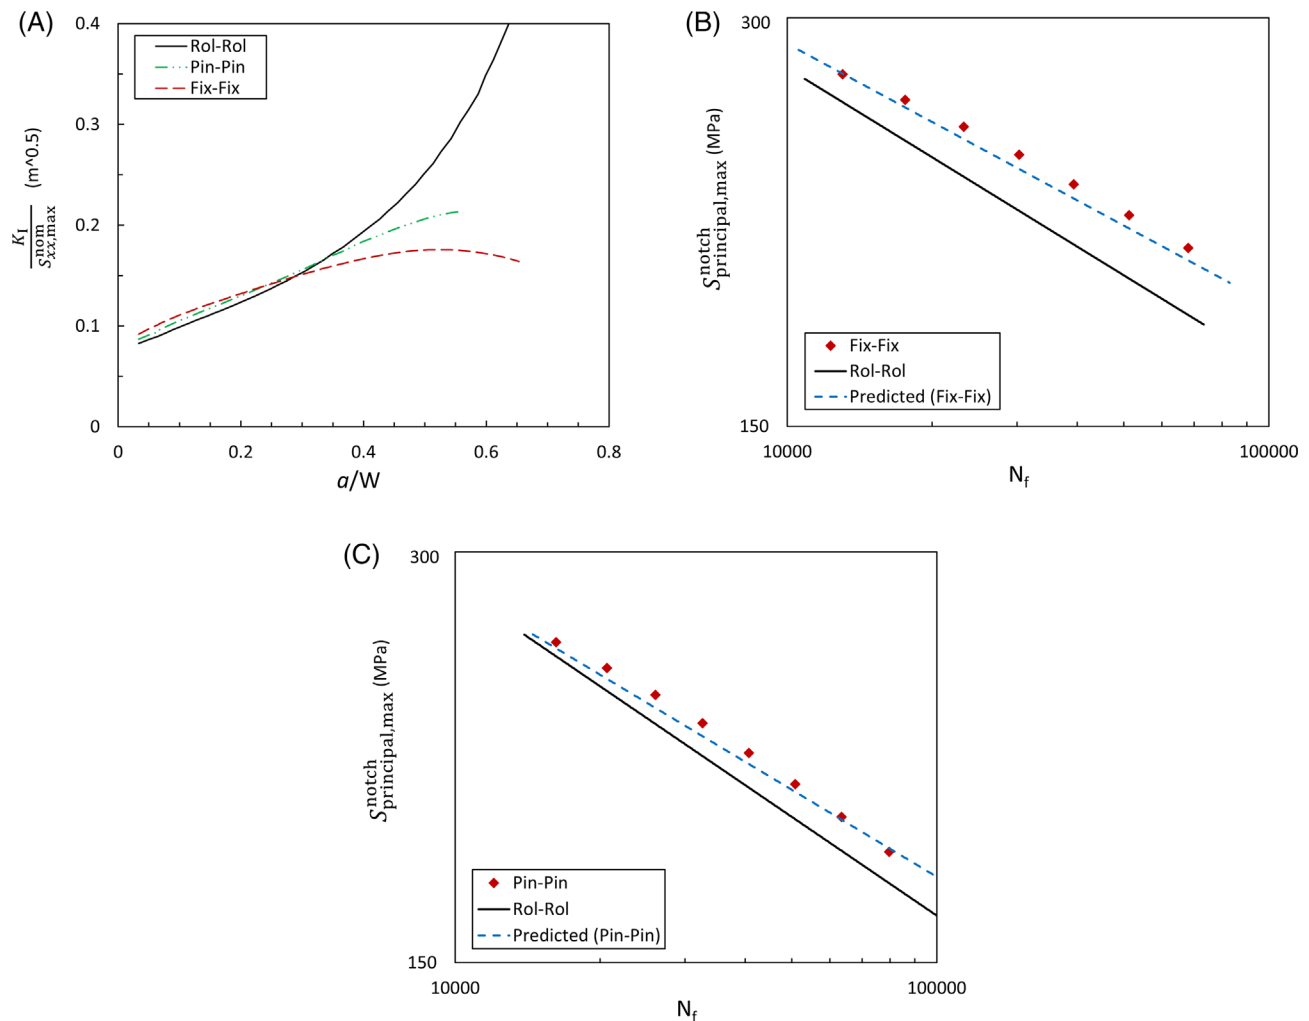 (A)
0.4
0.3
0.2
0.1
0
Rol-Rol
Pin-Pin
Fix-Fix
K_I / S^nom_xx,max (m^0.5)
0 0.2 0.4 0.6 0.8
a/W
(B)
300
150
S^notch_principal,max (MPa)
Fix-Fix
Rol-Rol
Predicted (Fix-Fix)
10000 100000
N_f
(C)
300
150
S^notch_principal,max (MPa)
Pin-Pin
Rol-Rol
Predicted (Pin-Pin)
10000 100000
N_f